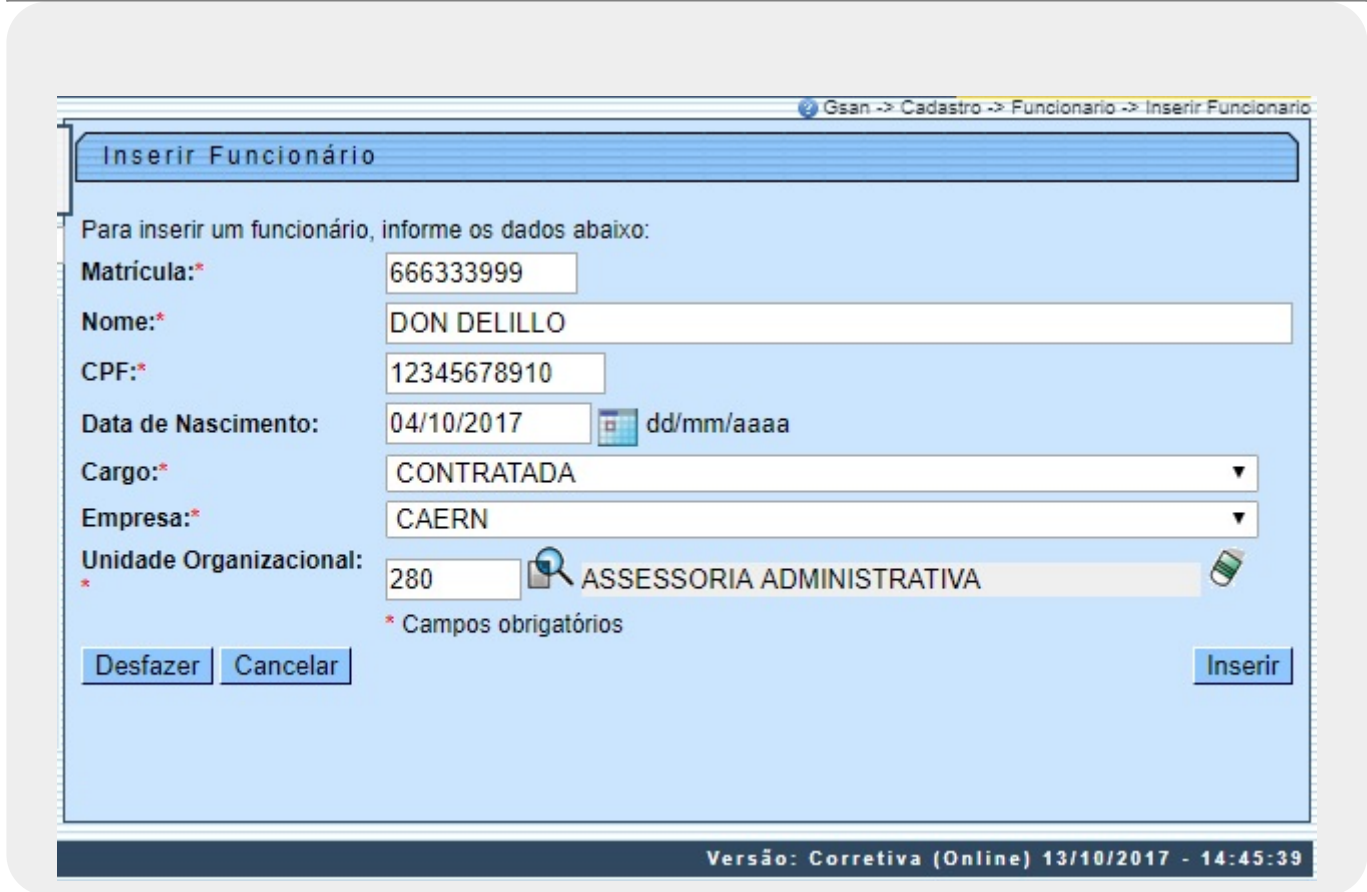 Gsan -> Cadastro -> Funcionario -> Inserir Funcionario
Inserir Funcionário
Para inserir um funcionário, informe os dados abaixo:
Matrícula:* 666333999
Nome:* DON DELILLO
CPF:* 12345678910
Data de Nascimento: 04/10/2017 dd/mm/aaaa
Cargo:* CONTRATADA
Empresa:* CAERN
Unidade Organizacional:
* 280 ASSESSORIA ADMINISTRATIVA
* Campos obrigatórios
Desfazer Cancelar Inserir
Versão: Corretiva (Online) 13/10/2017 - 14:45:39